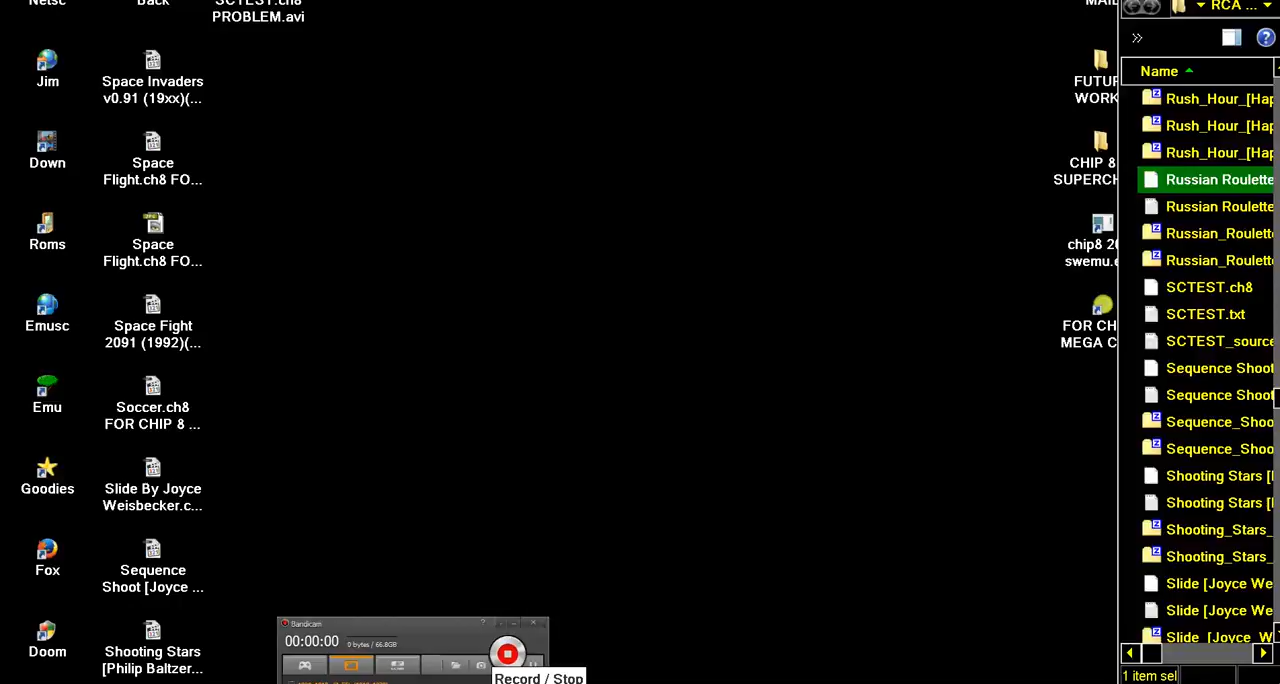 Netsc
Back
SCTEST.ch8
PROBLEM.avi
Jim
Space Invaders
v0.91 (19xx)(...
Down
Space
Flight.ch8 FO...
Roms
Space
Flight.ch8 FO...
Emusc
Space Fight
2091 (1992)(...
Emu
Soccer.ch8
FOR CHIP 8 ...
Goodies
Slide By Joyce
Weisbecker.c...
Fox
Sequence
Shoot [Joyce ...
Doom
Shooting Stars
[Philip Baltzer...
Bandicam
00:00:00
0 bytes / 66.8GB
Record / Stop
MAIL
FUTUR
WORK
CHIP 8
SUPERCH
chip8 20
swemu.e
FOR CH
MEGA C
RCA ...
Name
Rush_Hour_[Hap
Rush_Hour_[Hap
Rush_Hour_[Hap
Russian Roulette
Russian Roulette
Russian_Roulette
Russian_Roulette
SCTEST.ch8
SCTEST.txt
SCTEST_source
Sequence Shoot
Sequence Shoot
Sequence_Shoo
Sequence_Shoo
Shooting Stars [
Shooting Stars [
Shooting_Stars_
Shooting_Stars_
Slide [Joyce We
Slide [Joyce We
Slide_[Joyce_W
1 item sel